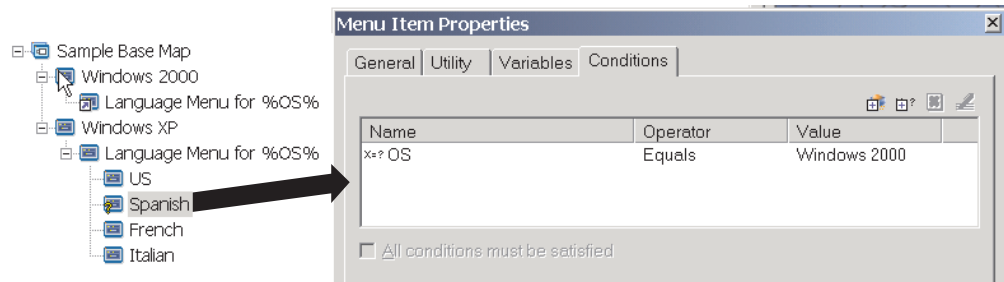 Sample Base Map
Windows 2000
Language Menu for %OS%
Windows XP
Language Menu for %OS%
US
Spanish
French
Italian
Menu Item Properties
General Utility Variables Conditions
Name Operator Value
X=? OS Equals Windows 2000
All conditions must be satisfied